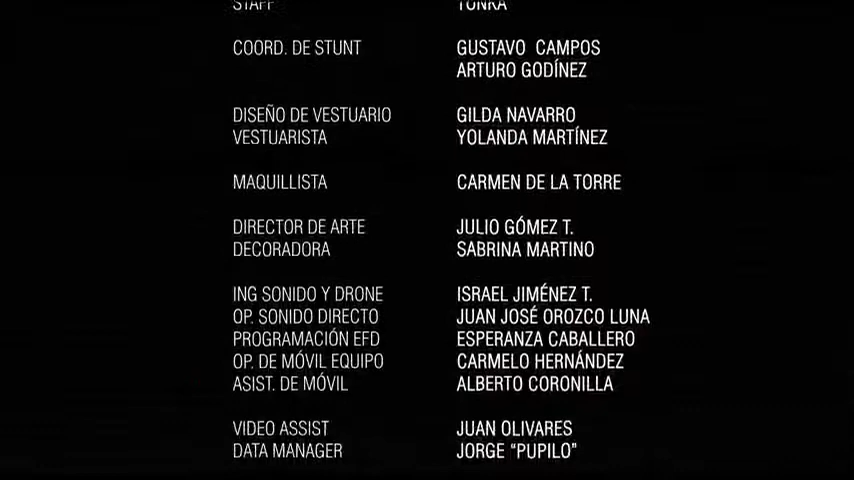 STAFF TONKA
COORD. DE STUNT GUSTAVO CAMPOS
ARTURO GODÍNEZ
DISEÑO DE VESTUARIO GILDA NAVARRO
VESTUARISTA YOLANDA MARTÍNEZ
MAQUILLISTA CARMEN DE LA TORRE
DIRECTOR DE ARTE JULIO GÓMEZ T.
DECORADORA SABRINA MARTINO
ING SONIDO Y DRONE ISRAEL JIMÉNEZ T.
OP. SONIDO DIRECTO JUAN JOSÉ OROZCO LUNA
PROGRAMACIÓN EFD ESPERANZA CABALLERO
OP. DE MÓVIL EQUIPO CARMELO HERNÁNDEZ
ASIST. DE MÓVIL ALBERTO CORONILLA
VIDEO ASSIST JUAN OLIVARES
DATA MANAGER JORGE “PUPILO”